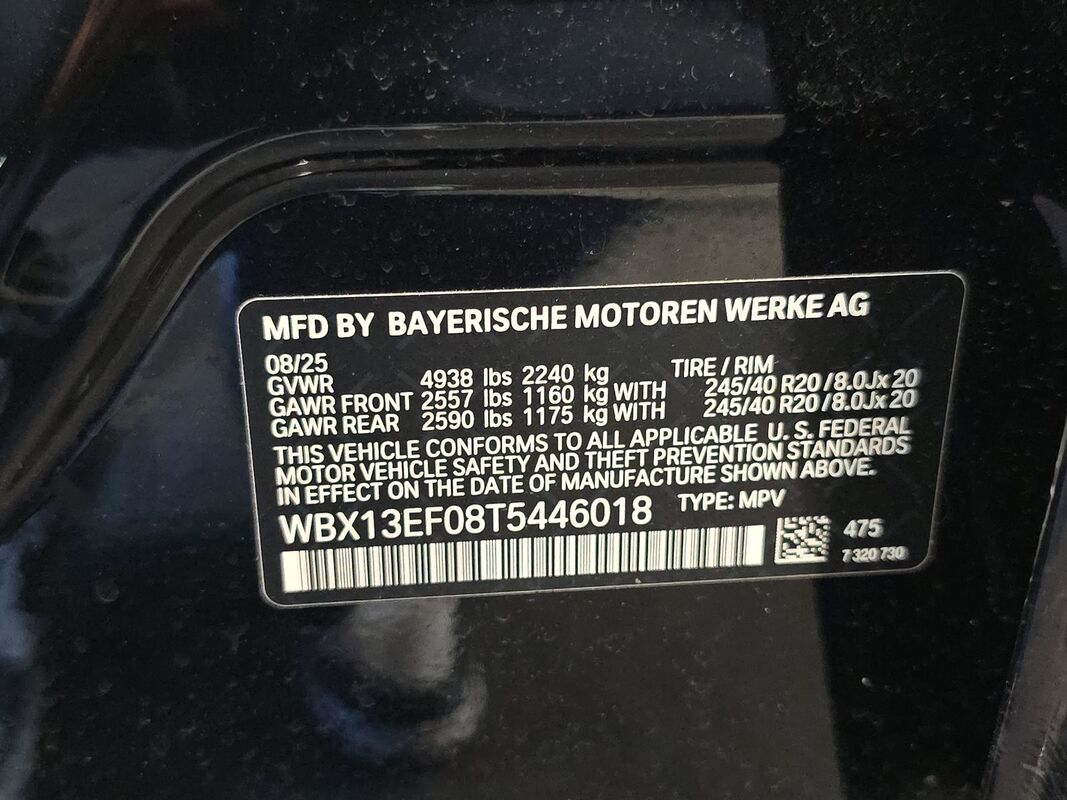 MFD BY BAYERISCHE MOTOREN WERKE AG
08/25 TIRE / RIM
GVWR 4938 lbs 2240 kg
GAWR FRONT 2557 lbs 1160 kg WITH 245/40 R20 / 8.0Jx 20
GAWR REAR 2590 lbs 1175 kg WITH 245/40 R20 / 8.0Jx 20
THIS VEHICLE CONFORMS TO ALL APPLICABLE U. S. FEDERAL
MOTOR VEHICLE SAFETY AND THEFT PREVENTION STANDARDS
IN EFFECT ON THE DATE OF MANUFACTURE SHOWN ABOVE.
WBX13EF08T5446018 TYPE: MPV
475
7 320 730